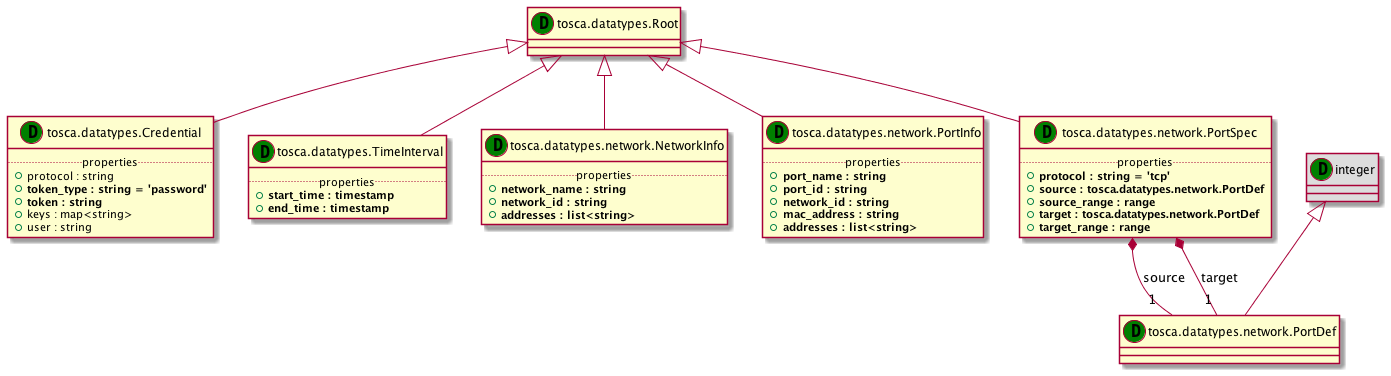 D tosca.datatypes.Root
D tosca.datatypes.Credential
properties
protocol : string
token_type : string = 'password'
token : string
keys : map<string>
user : string
D tosca.datatypes.TimeInterval
properties
start_time : timestamp
end_time : timestamp
D tosca.datatypes.network.NetworkInfo
properties
network_name : string
network_id : string
addresses : list<string>
D tosca.datatypes.network.PortInfo
properties
port_name : string
port_id : string
network_id : string
mac_address : string
addresses : list<string>
D tosca.datatypes.network.PortSpec
properties
protocol : string = 'tcp'
source : tosca.datatypes.network.PortDef
source_range : range
target : tosca.datatypes.network.PortDef
target_range : range
D integer
source
target
1
1
D tosca.datatypes.network.PortDef